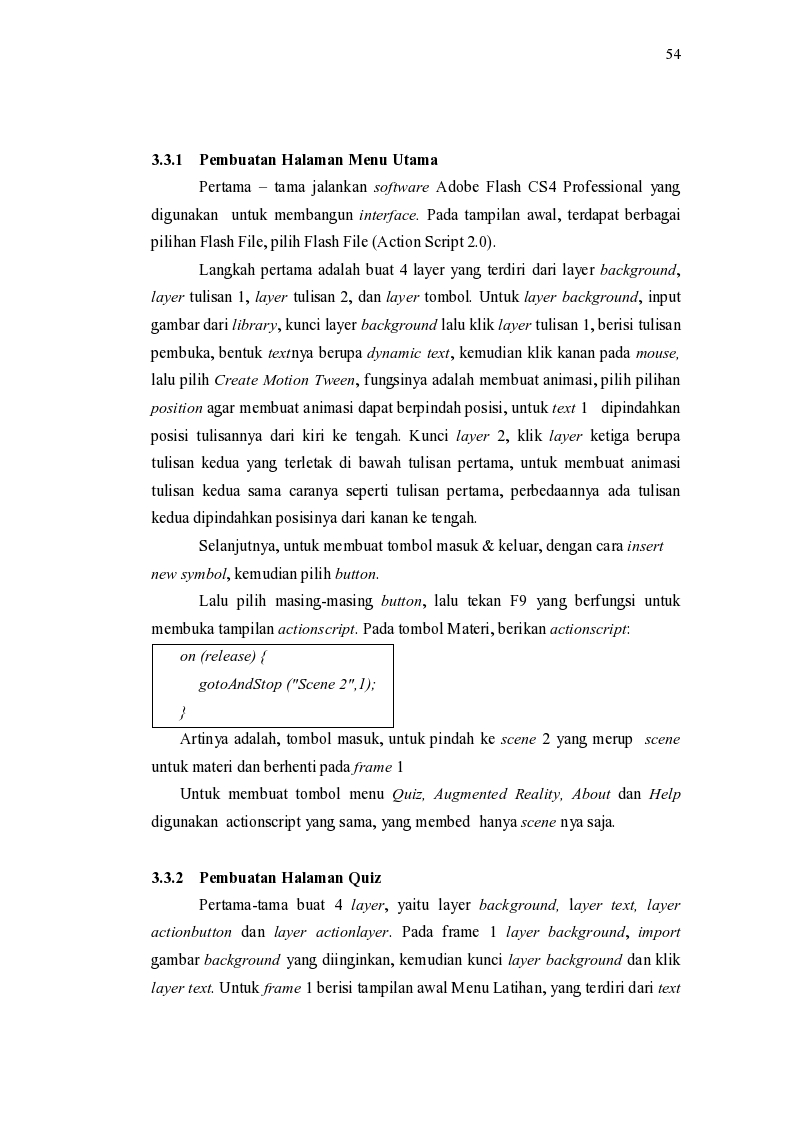 54
3.3.1 Pembuatan Halaman Menu Utama
Pertama – tama jalankan software Adobe Flash CS4 Professional yang
digunakan untuk membangun interface. Pada tampilan awal, terdapat berbagai
pilihan Flash File, pilih Flash File (Action Script 2.0).
Langkah pertama adalah buat 4 layer yang terdiri dari layer background,
layer tulisan 1, layer tulisan 2, dan layer tombol. Untuk layer background, input
gambar dari library, kunci layer background lalu klik layer tulisan 1, berisi tulisan
pembuka, bentuk textnya berupa dynamic text, kemudian klik kanan pada mouse,
lalu pilih Create Motion Tween, fungsinya adalah membuat animasi, pilih pilihan
position agar membuat animasi dapat berpindah posisi, untuk text 1 dipindahkan
posisi tulisannya dari kiri ke tengah. Kunci layer 2, klik layer ketiga berupa
tulisan kedua yang terletak di bawah tulisan pertama, untuk membuat animasi
tulisan kedua sama caranya seperti tulisan pertama, perbedaannya ada tulisan
kedua dipindahkan posisinya dari kanan ke tengah.
Selanjutnya, untuk membuat tombol masuk & keluar, dengan cara insert
new symbol, kemudian pilih button.
Lalu pilih masing-masing button, lalu tekan F9 yang berfungsi untuk
membuka tampilan actionscript. Pada tombol Materi, berikan actionscript:
on (release) {
gotoAndStop ("Scene 2",1);
}
Artinya adalah, tombol masuk, untuk pindah ke scene 2 yang merup scene
untuk materi dan berhenti pada frame 1
Untuk membuat tombol menu Quiz, Augmented Reality, About dan Help
digunakan actionscript yang sama, yang membed hanya scene nya saja.
3.3.2 Pembuatan Halaman Quiz
Pertama-tama buat 4 layer, yaitu layer background, layer text, layer
actionbutton dan layer actionlayer. Pada frame 1 layer background, import
gambar background yang diinginkan, kemudian kunci layer background dan klik
layer text. Untuk frame 1 berisi tampilan awal Menu Latihan, yang terdiri dari text